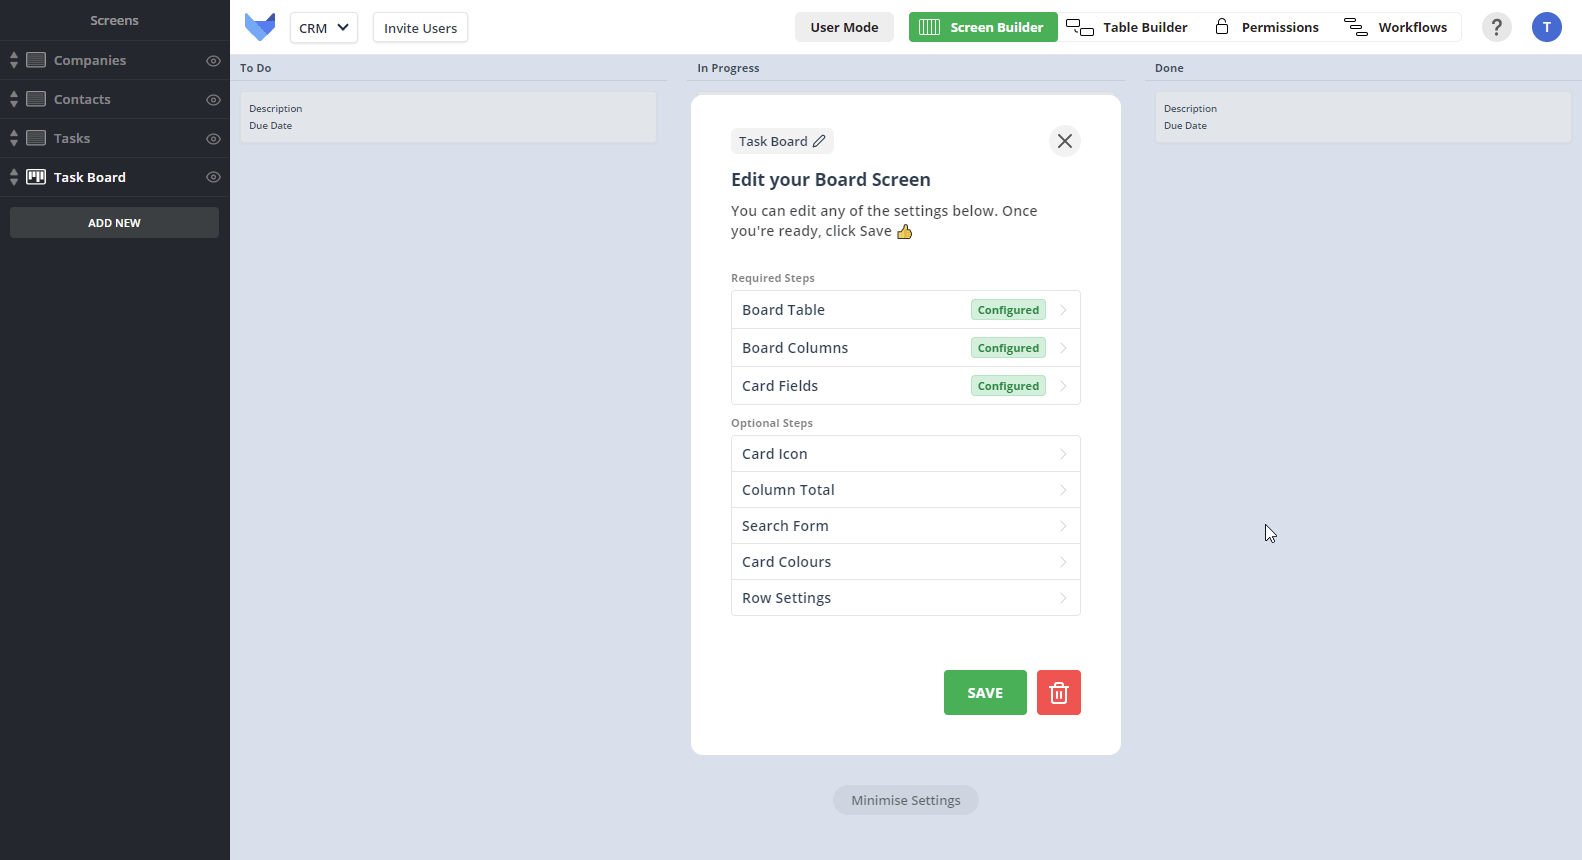 Screens
Companies
Contacts
Tasks
Task Board
ADD NEW
CRM
Invite Users
User Mode
Screen Builder
Table Builder
Permissions
Workflows
?
T
To Do
Description
Due Date
In Progress
Done
Description
Due Date
Task Board
Edit your Board Screen
You can edit any of the settings below. Once
you're ready, click Save 👍
Required Steps
Board Table Configured
Board Columns Configured
Card Fields Configured
Optional Steps
Card Icon
Column Total
Search Form
Card Colours
Row Settings
SAVE
Minimise Settings